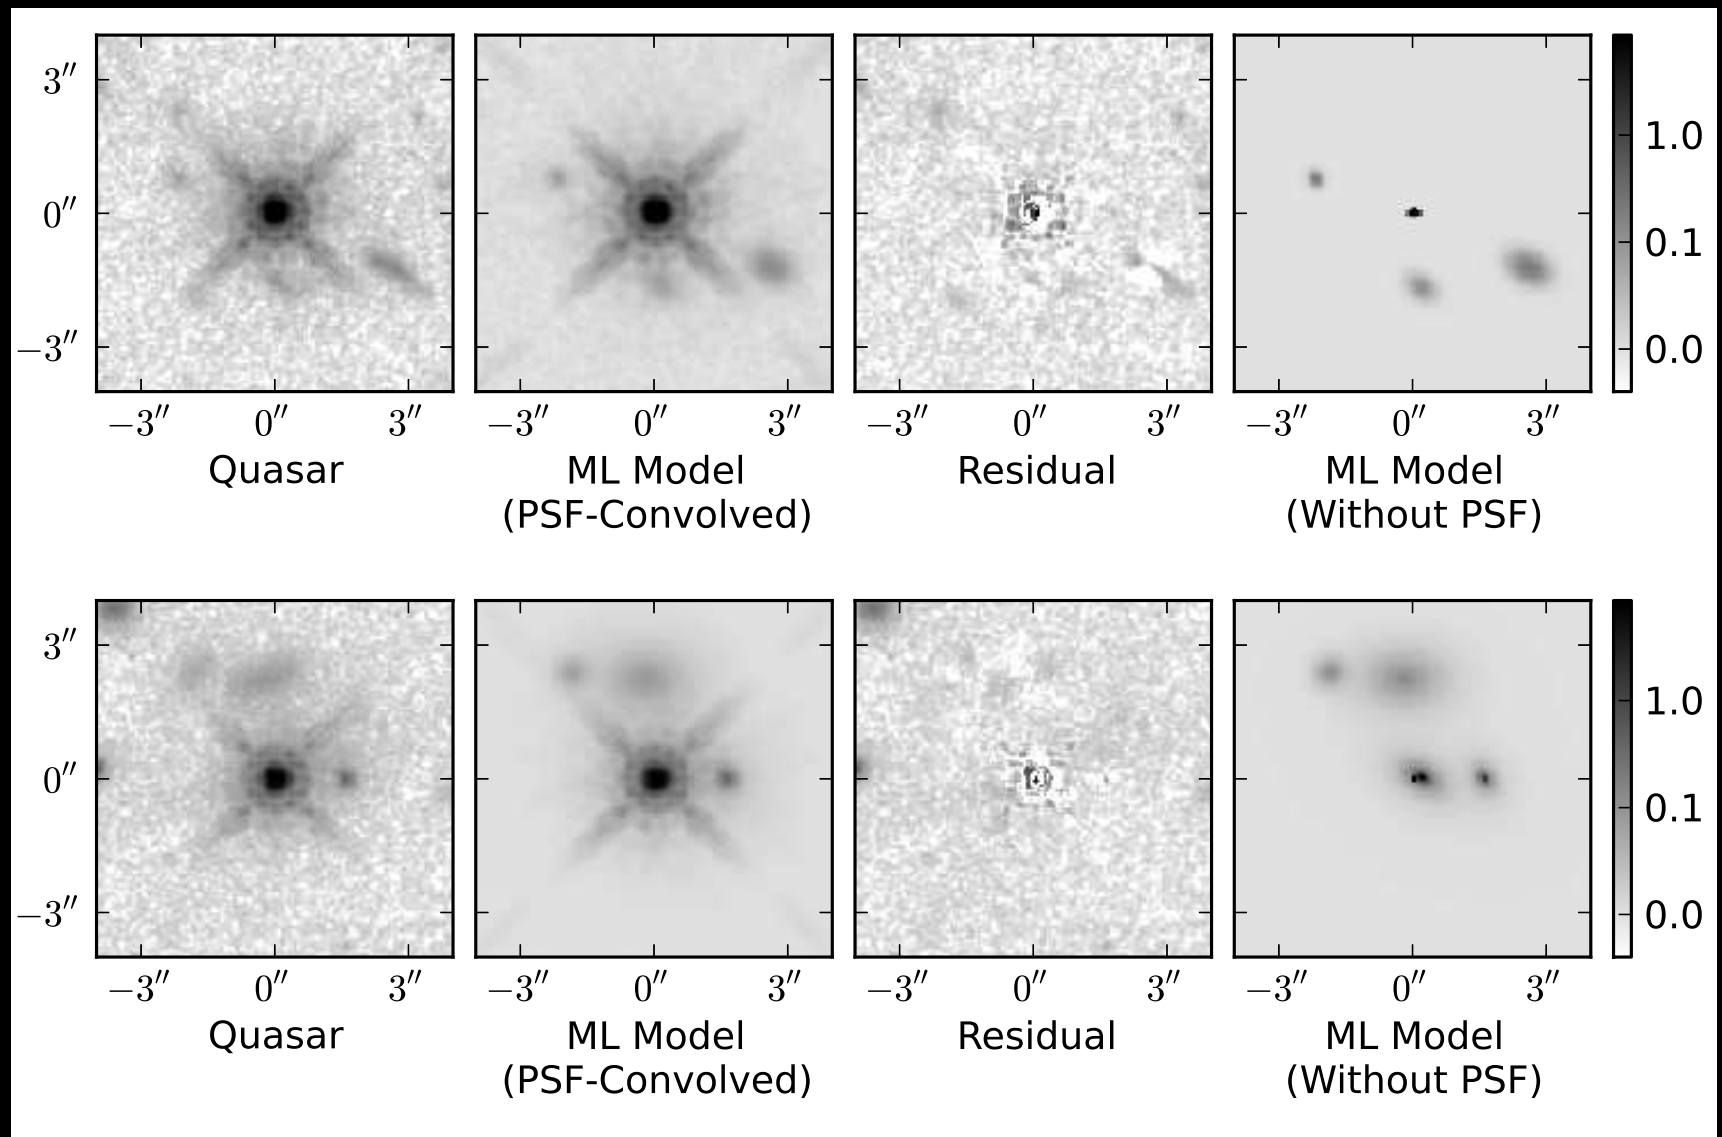 3″
0″
−3″
−3″ 0″ 3″ −3″ 0″ 3″ −3″ 0″ 3″ −3″ 0″ 3″
1.0
0.1
0.0
Quasar ML Model Residual ML Model
(PSF-Convolved) (Without PSF)
3″
0″
−3″
−3″ 0″ 3″ −3″ 0″ 3″ −3″ 0″ 3″ −3″ 0″ 3″
1.0
0.1
0.0
Quasar ML Model Residual ML Model
(PSF-Convolved) (Without PSF)